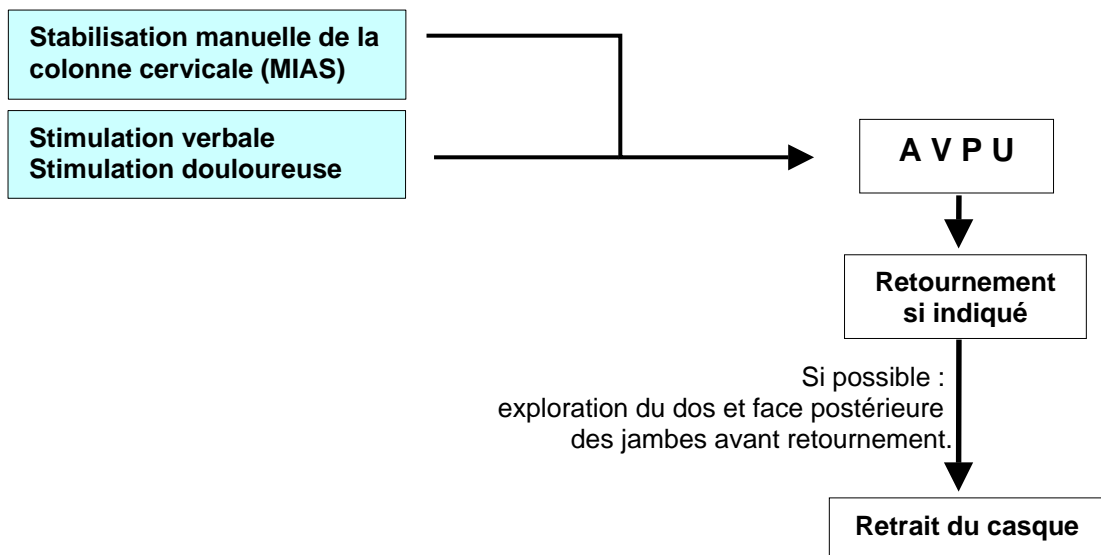 Stabilisation manuelle de la
colonne cervicale (MIAS)
Stimulation verbale
Stimulation douloureuse
A V P U
Retournement
si indiqué
Si possible :
exploration du dos et face postérieure
des jambes avant retournement.
Retrait du casque